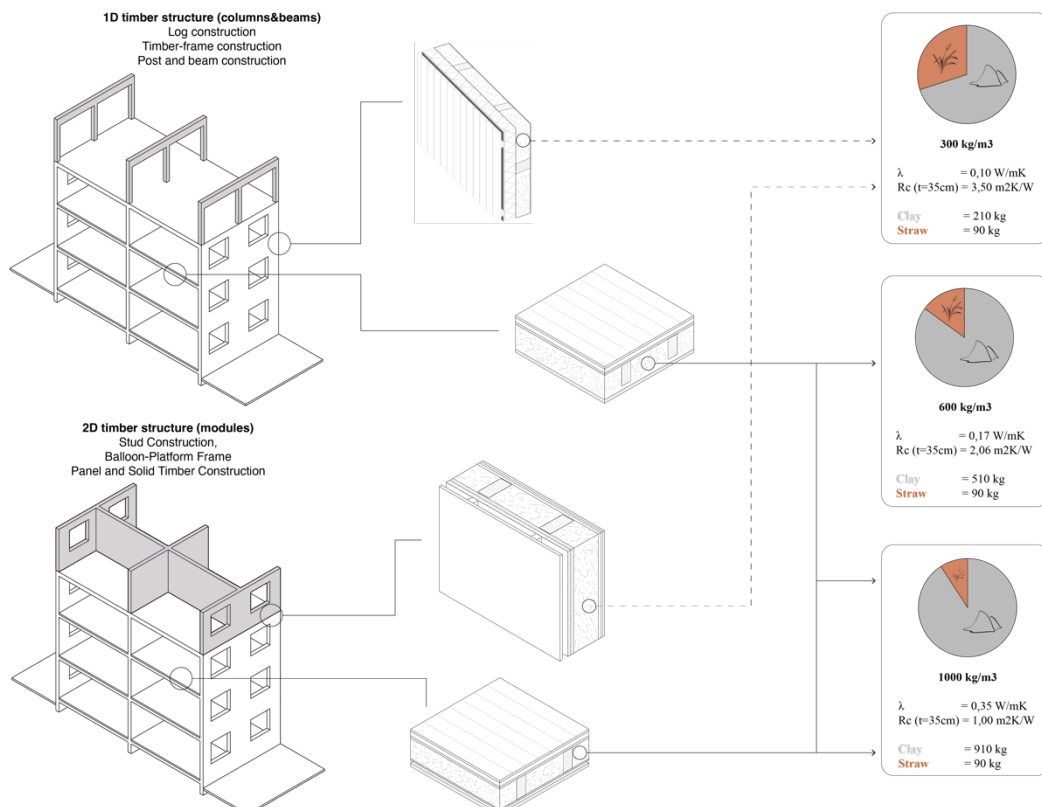 1D timber structure (columns&beams)
Log construction
Timber-frame construction
Post and beam construction
300 kg/m3
λ = 0,10 W/mK
Rc (t=35cm) = 3,50 m2K/W
Clay = 210 kg
Straw = 90 kg
600 kg/m3
λ = 0,17 W/mK
Rc (t=35cm) = 2,06 m2K/W
Clay = 510 kg
Straw = 90 kg
2D timber structure (modules)
Stud Construction,
Balloon-Platform Frame
Panel and Solid Timber Construction
1000 kg/m3
λ = 0,35 W/mK
Rc (t=35cm) = 1,00 m2K/W
Clay = 910 kg
Straw = 90 kg